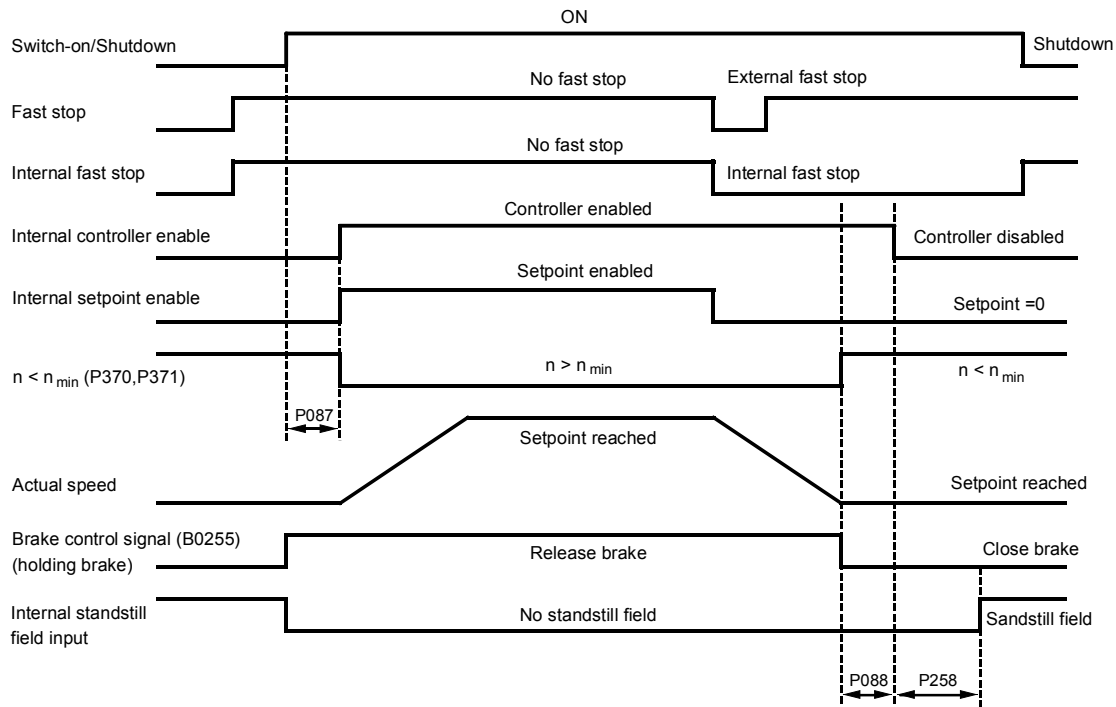 ON
Switch-on/Shutdown
Shutdown
No fast stop
External fast stop
Fast stop
No fast stop
Internal fast stop
Internal fast stop
Controller enabled
Internal controller enable
Controller disabled
Setpoint enabled
Internal setpoint enable
Setpoint =0
n < n min (P370,P371)
n > n min
n < n min
P087
Setpoint reached
Actual speed
Setpoint reached
Brake control signal (B0255)
(holding brake)
Release brake
Close brake
Internal standstill
field input
No standstill field
Sandstill field
P088
P258